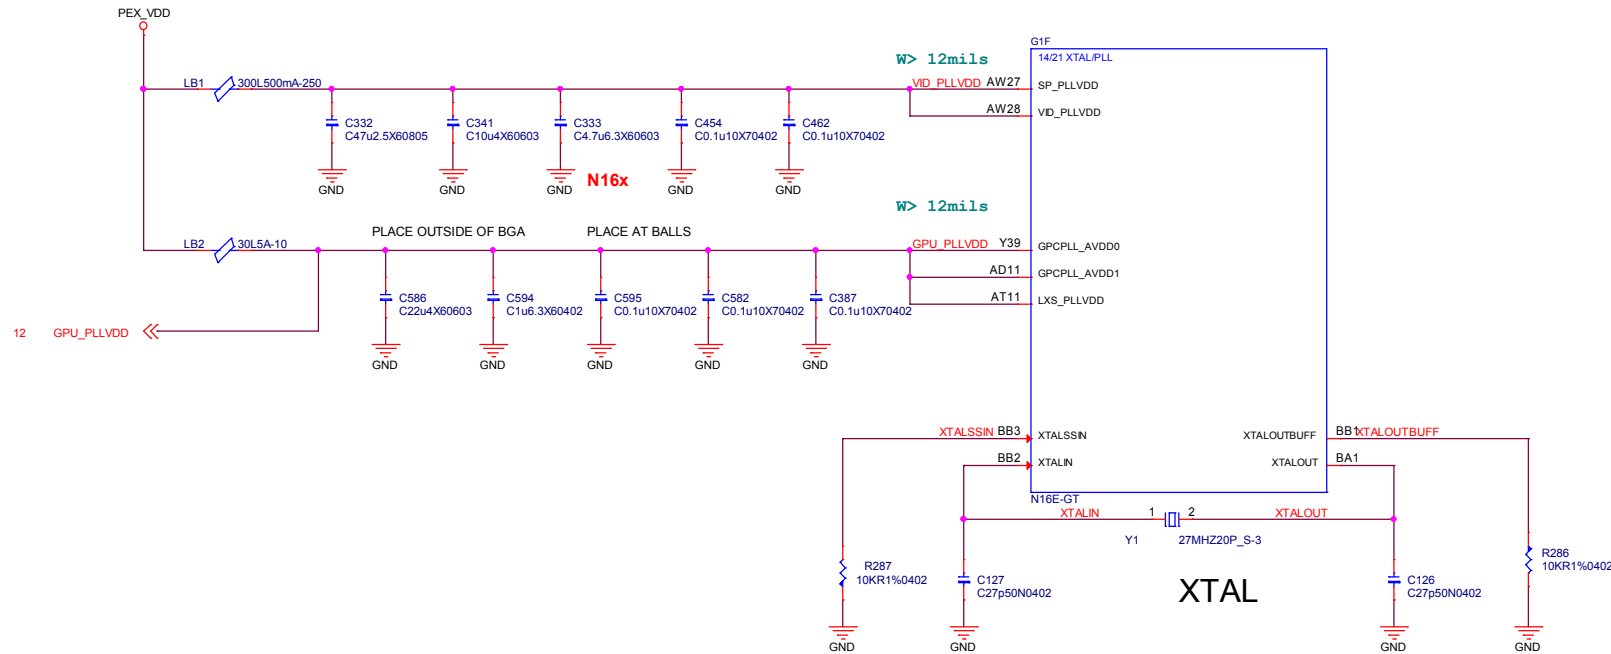 PEX_VDD
G1F
14/21 XTAL/PLL
W> 12mils
LB1
300L500mA-250
VID_PLLVDD
AW27
SP_PLLVDD
AW28
VID_PLLVDD
C332
C47u2.5X60805
C341
C10u4X60603
C333
C4.7u6.3X60603
C454
C0.1u10X70402
C462
C0.1u10X70402
GND
GND
GND
N16x
GND
GND
W> 12mils
PLACE OUTSIDE OF BGA
PLACE AT BALLS
LB2
30L5A-10
GPU_PLLVDD
Y39
GPCPLL_AVDD0
AD11
GPCPLL_AVDD1
AT11
LXS_PLLVDD
C586
C22u4X60603
C594
C1u6.3X60402
C595
C0.1u10X70402
C582
C0.1u10X70402
C387
C0.1u10X70402
12
GPU_PLLVDD
GND
GND
GND
GND
GND
XTALSSIN
BB3
XTALSSIN
XTALOUTBUFF
BB1
XTALOUTBUFF
BB2
XTALIN
XTALOUT
BA1
N16E-GT
XTALIN
1
2
XTALOUT
Y1
27MHZ20P_S-3
R287
10KR1%0402
C127
C27p50N0402
XTAL
C126
C27p50N0402
R286
10KR1%0402
GND
GND
GND
GND